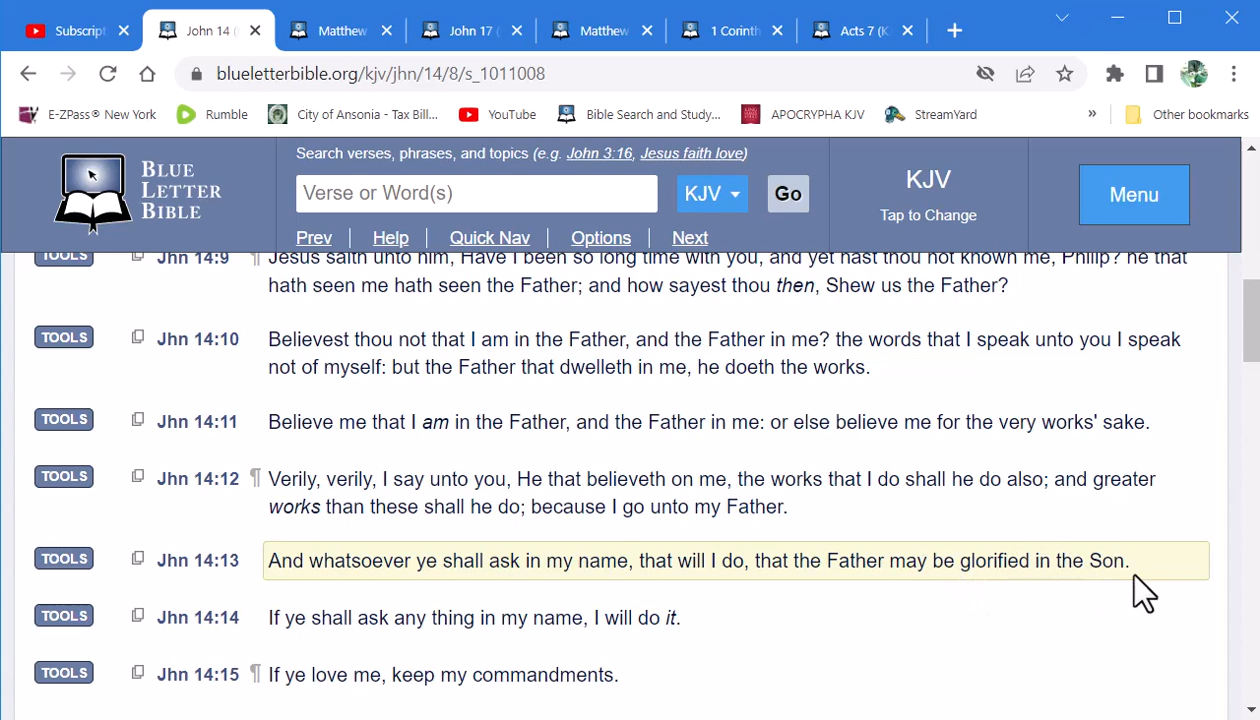 Subscript
John 14 (
Matthew
John 17 (
Matthew
1 Corinth
Acts 7 (K
blueletterbible.org/kjv/jhn/14/8/s_1011008
E-ZPass® New York
Rumble
City of Ansonia - Tax Bill...
YouTube
Bible Search and Study...
APOCRYPHA KJV
StreamYard
»
Other bookmarks
BLUE
LETTER
BIBLE
Search verses, phrases, and topics (e.g. John 3:16, Jesus faith love)
Verse or Word(s)
KJV
Go
Prev | Help | Quick Nav | Options | Next
KJV
Tap to Change
Menu
TOOLS Jhn 14:9 ¶ Jesus saith unto him, Have I been so long time with you, and yet hast thou not known me, Philip? he that
hath seen me hath seen the Father; and how sayest thou then, Shew us the Father?
TOOLS Jhn 14:10 Believest thou not that I am in the Father, and the Father in me? the words that I speak unto you I speak
not of myself: but the Father that dwelleth in me, he doeth the works.
TOOLS Jhn 14:11 Believe me that I am in the Father, and the Father in me: or else believe me for the very works' sake.
TOOLS Jhn 14:12 ¶ Verily, verily, I say unto you, He that believeth on me, the works that I do shall he do also; and greater
works than these shall he do; because I go unto my Father.
TOOLS Jhn 14:13 And whatsoever ye shall ask in my name, that will I do, that the Father may be glorified in the Son.
TOOLS Jhn 14:14 If ye shall ask any thing in my name, I will do it.
TOOLS Jhn 14:15 ¶ If ye love me, keep my commandments.